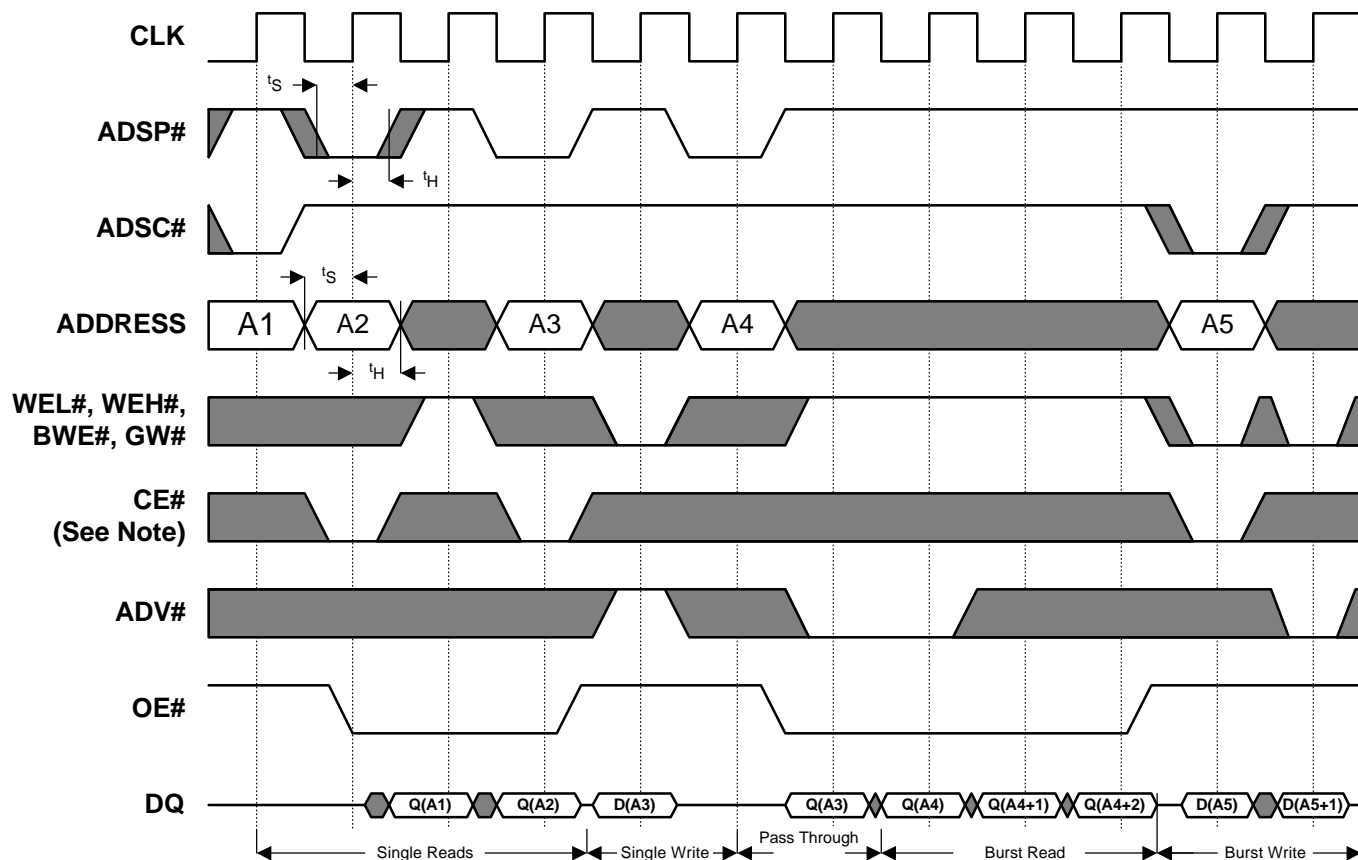 CLK
tS
ADSP#
tH
ADSC#
tS
ADDRESS A1 A2 A3 A4 A5
tH
WEL#, WEH#,
BWE#, GW#
CE#
(See Note)
ADV#
OE#
DQ Q(A1) Q(A2) D(A3) Q(A3) Q(A4) Q(A4+1) Q(A4+2) D(A5) D(A5+1)
Single Reads Single Write Pass Through Burst Read Burst Write